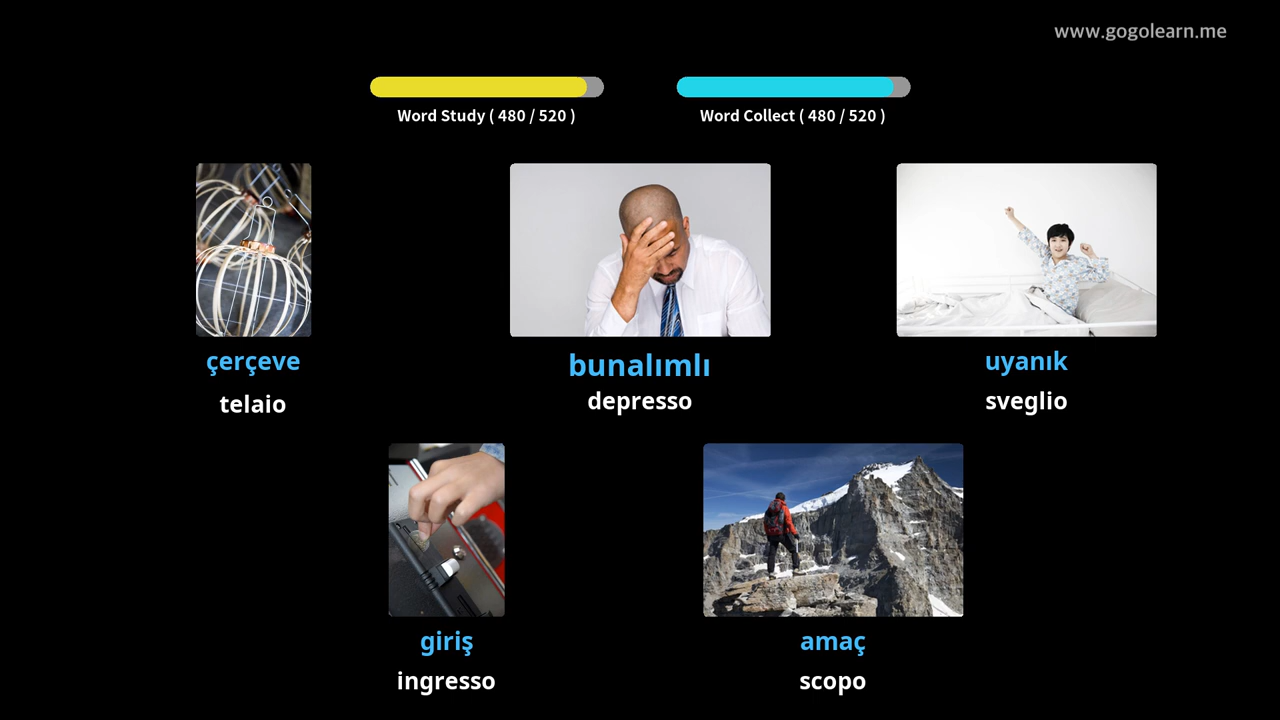 www.gogolearn.me
Word Study ( 480 / 520 )
Word Collect ( 480 / 520 )
çerçeve
telaio
bunalımlı
depresso
uyanık
sveglio
giriş
ingresso
amaç
scopo